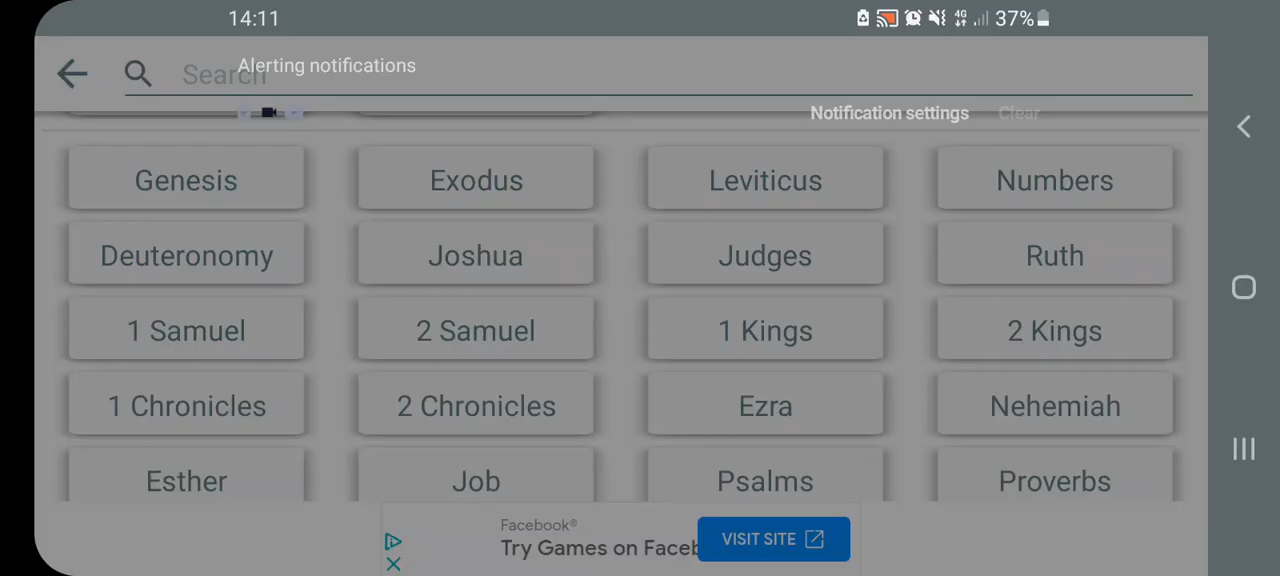 14:11
4G 37%
Search
Alerting notifications
Notification settings Clear
Genesis Exodus Leviticus Numbers
Deuteronomy Joshua Judges Ruth
1 Samuel 2 Samuel 1 Kings 2 Kings
1 Chronicles 2 Chronicles Ezra Nehemiah
Esther Job Psalms Proverbs
Facebook®
Try Games on Faceb
VISIT SITE